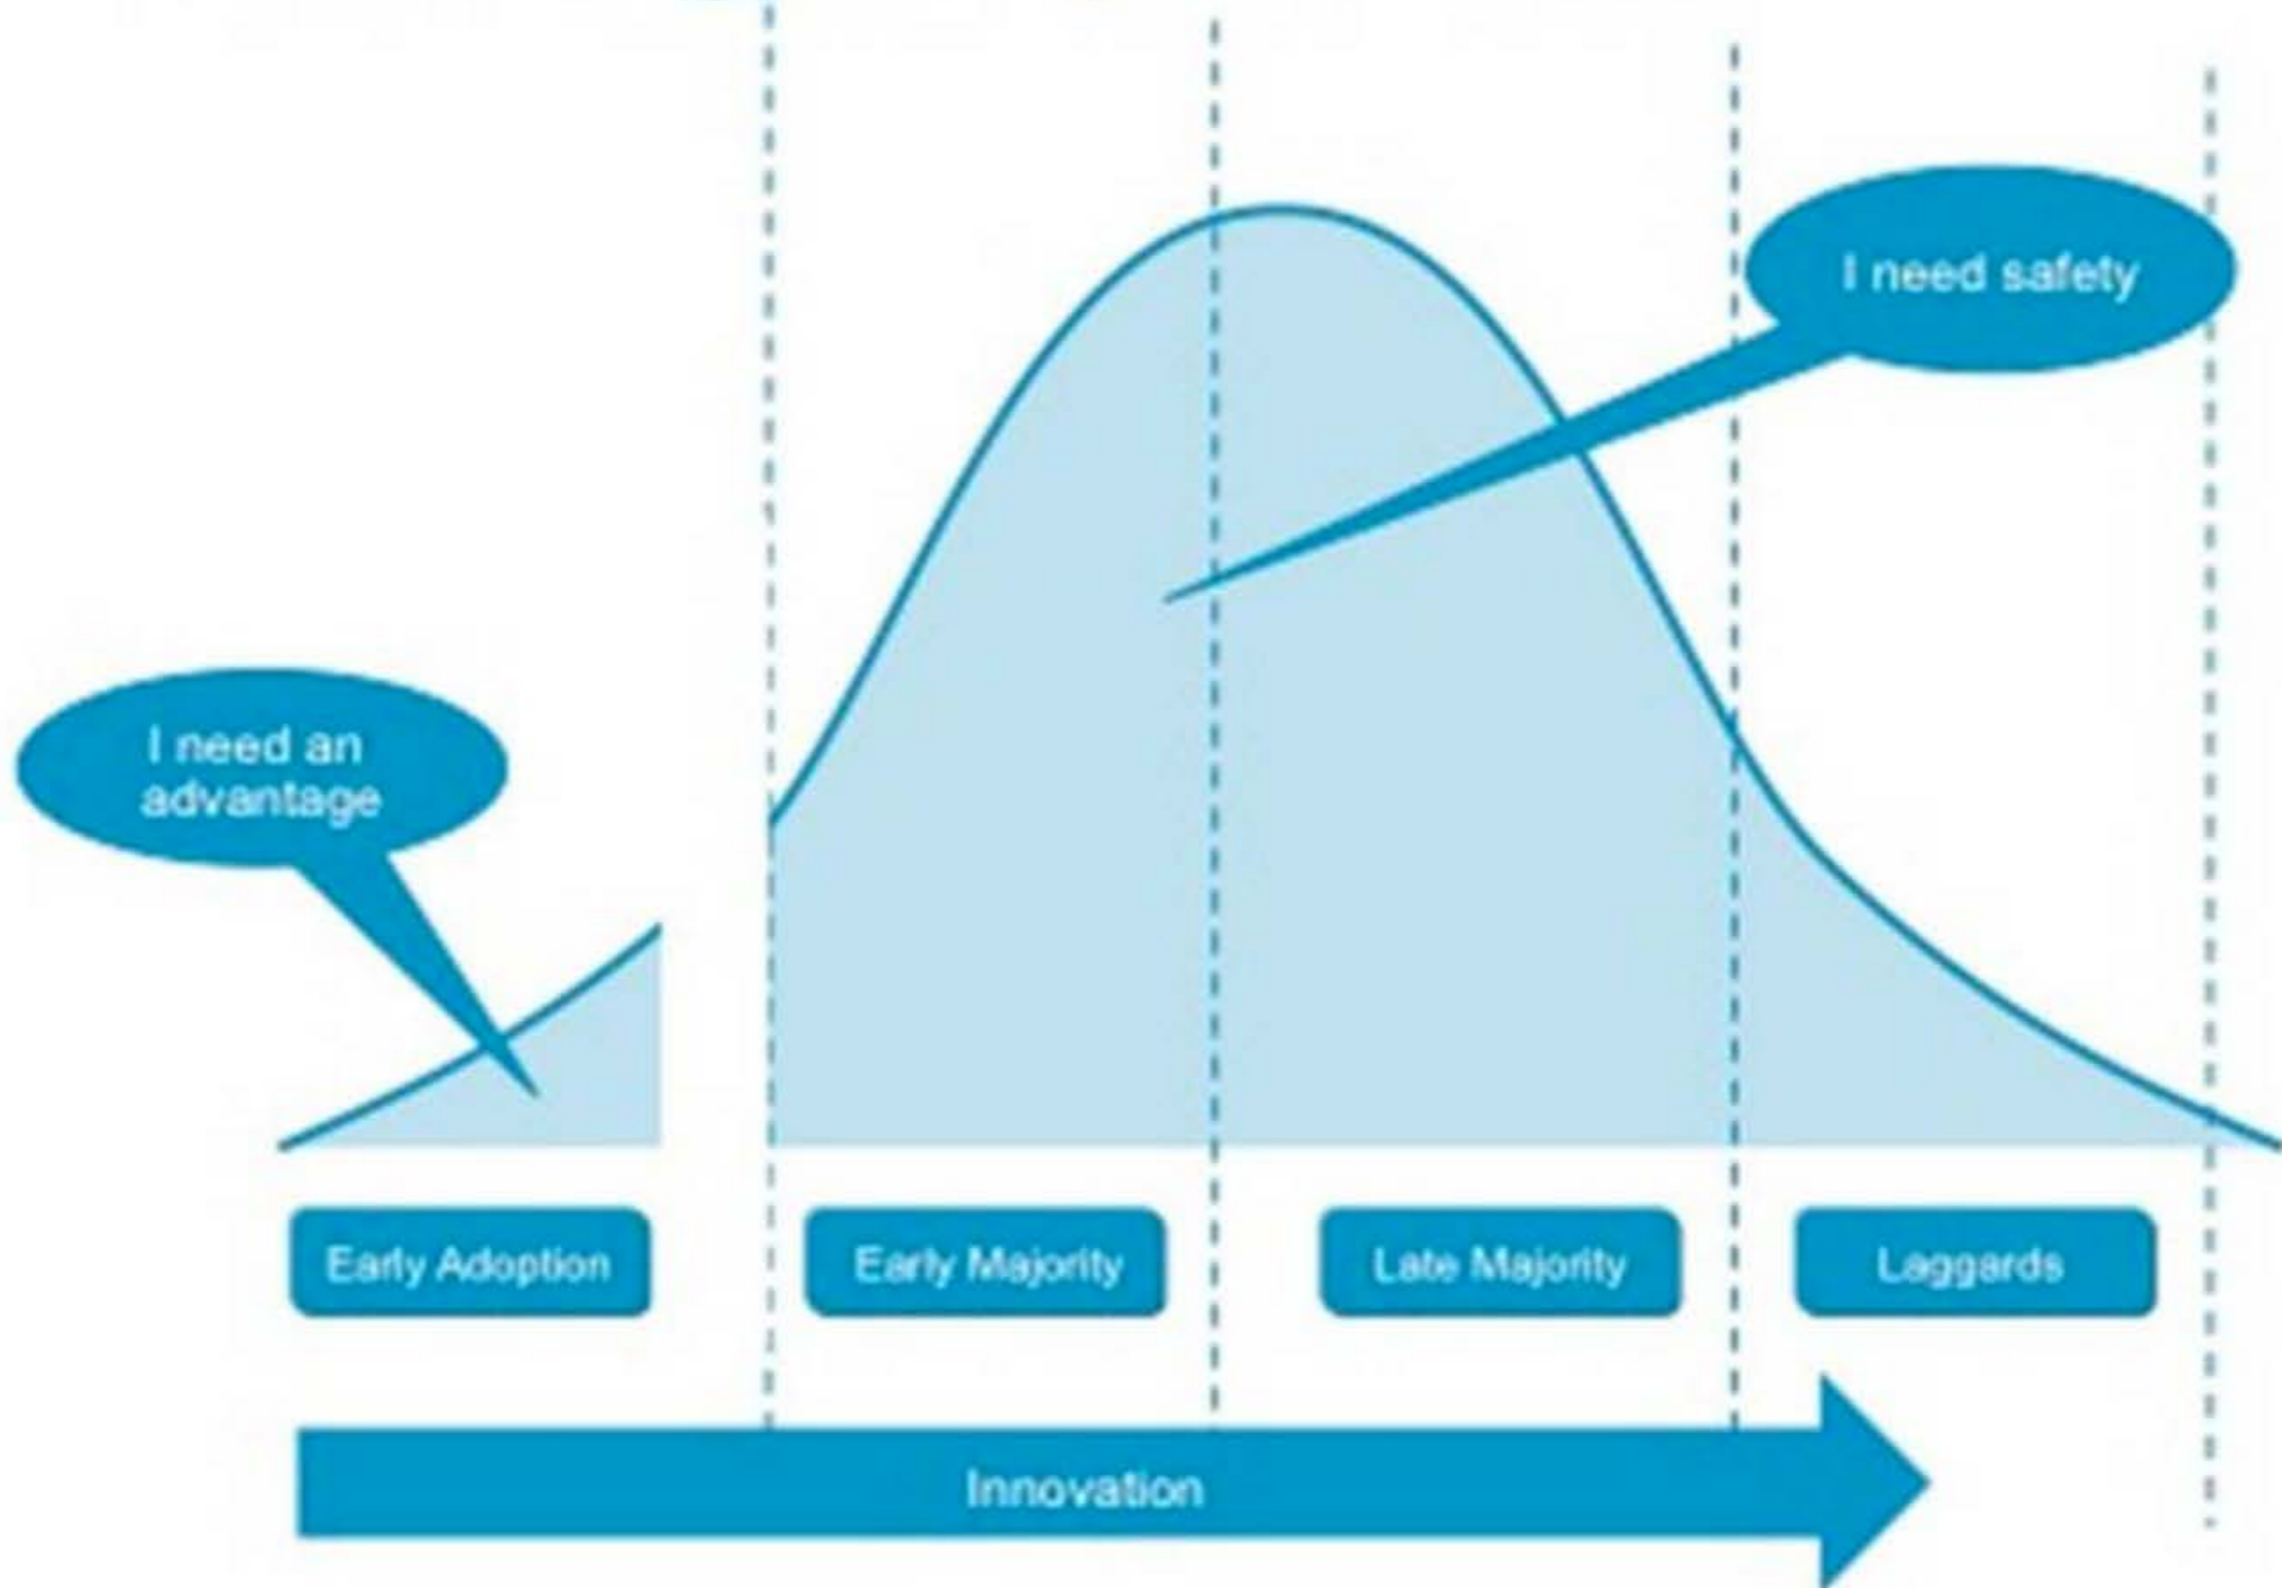 I need safety
I need an
advantage
Early Adoption
Early Majority
Late Majority
Laggards
Innovation